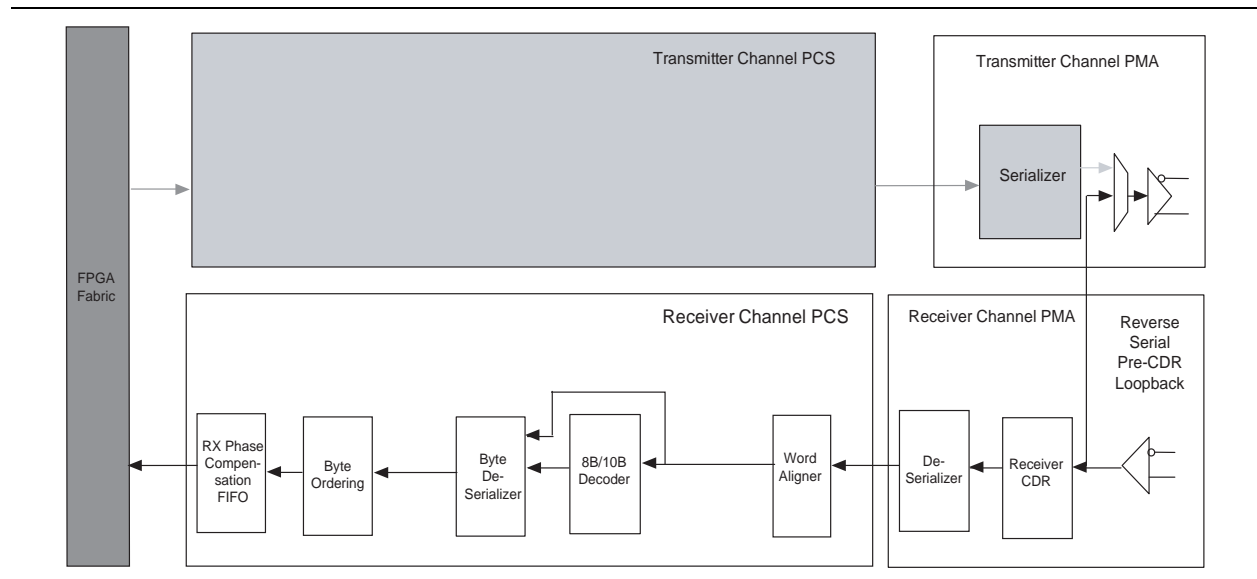 Transmitter Channel PCS
Transmitter Channel PMA
Serializer
FPGA
Fabric
Receiver Channel PCS
Receiver Channel PMA
Reverse
Serial
Pre-CDR
Loopback
RX Phase
Compen-
sation
FIFO
Byte
Ordering
Byte
De-
Serializer
8B/10B
Decoder
Word
Aligner
De-
Serializer
Receiver
CDR